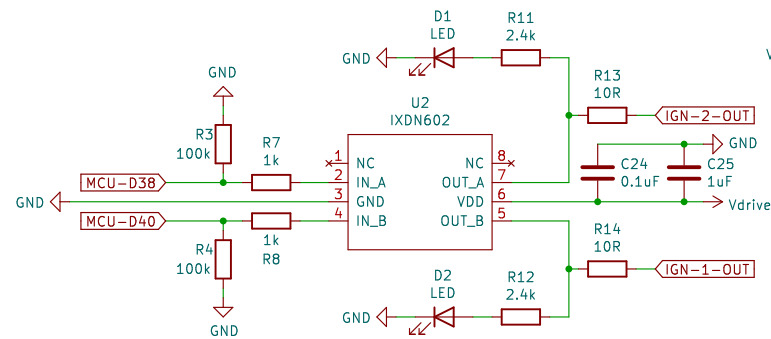 D1
LED
R11
2.4k
GND
V
R13
10R
IGN-2-OUT
GND
U2
IXDN602
R3
100k
R7
1k
1
NC
NC
8
GND
C24
0.1uF
C25
1uF
MCU-D38
2
IN_A
OUT_A
7
GND
3
GND
VDD
6
Vdrive
MCU-D40
4
IN_B
OUT_B
5
R4
100k
1k
R8
R14
10R
IGN-1-OUT
D2
LED
R12
2.4k
GND
GND